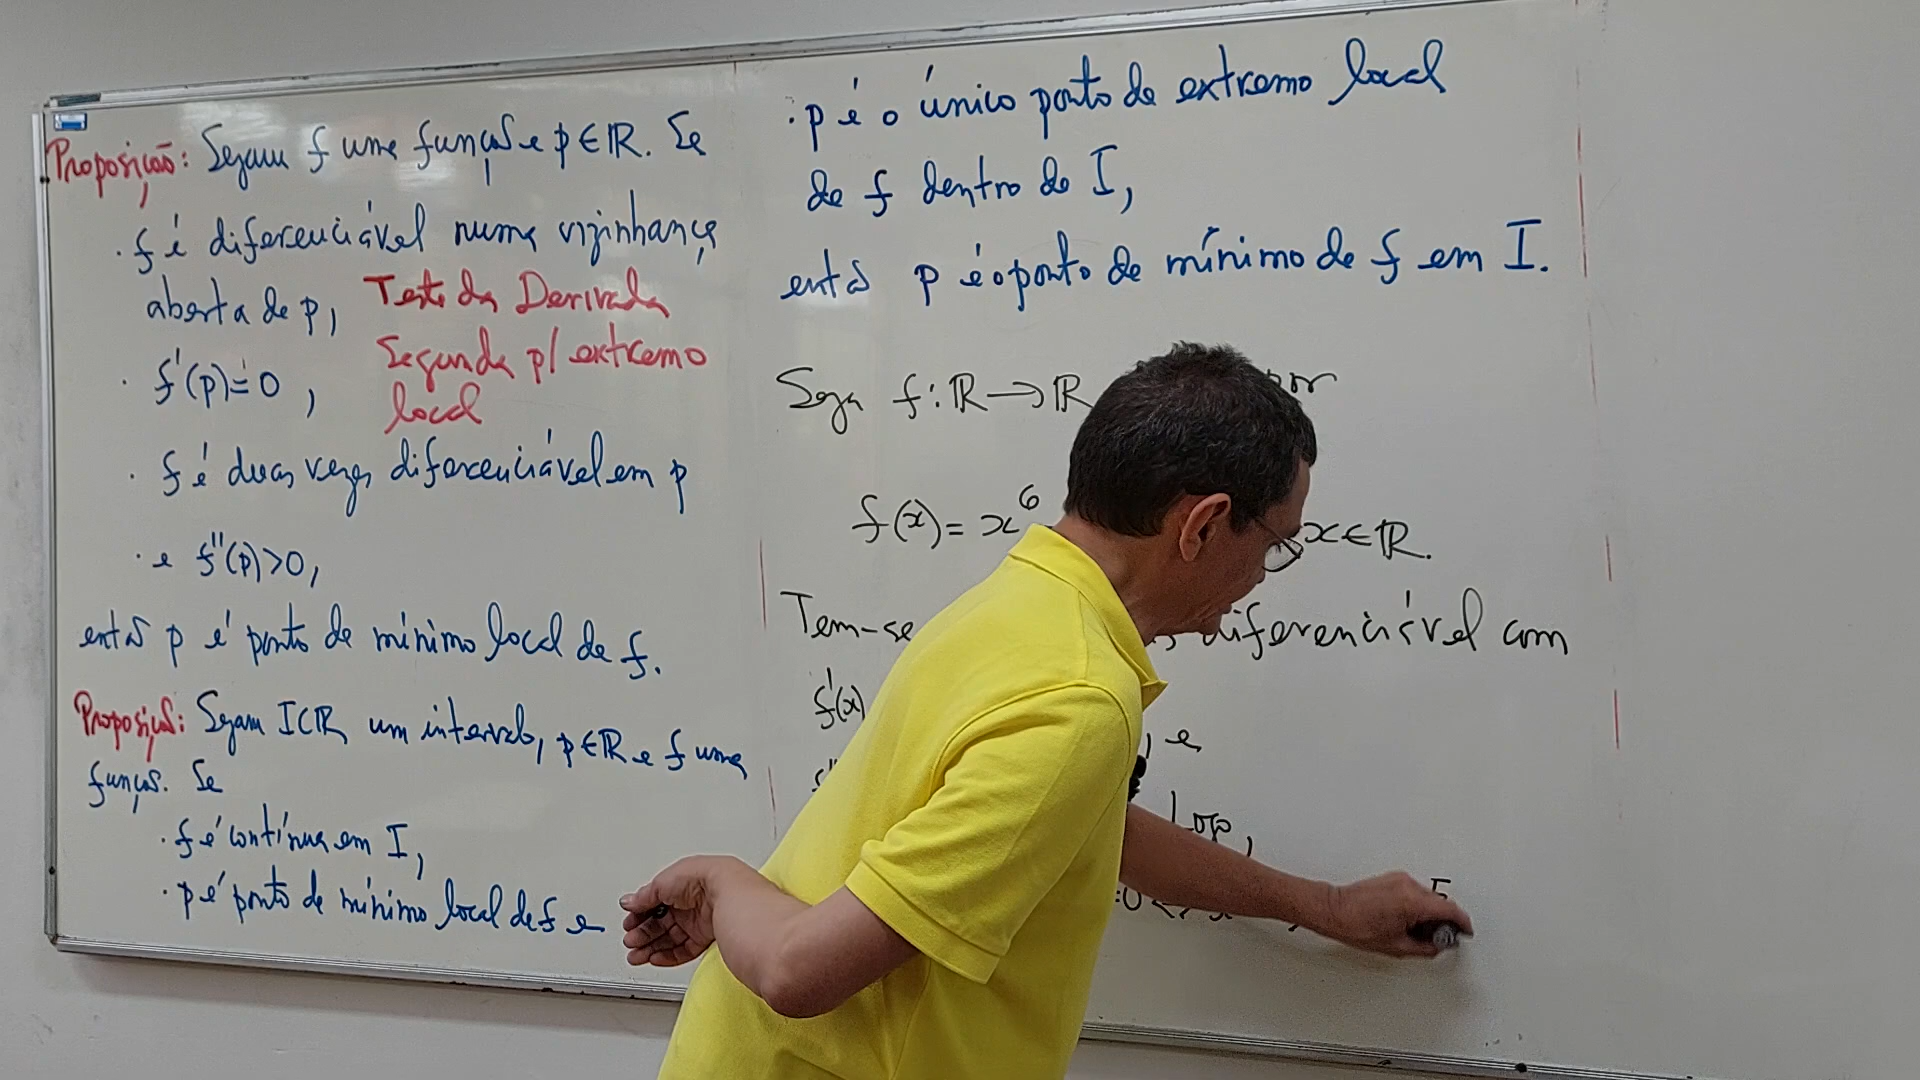 Proposição: Sejam f uma função e p ∈ ℝ. Se
· f é diferenciável numa vizinhança
aberta de p,
· f'(p) = 0,
· f é duas vezes diferenciável em p
· e f''(p) > 0,
então p é ponto de mínimo local de f.
Teste da Derivada
Segunda p/ extremo
local
Proposição: Sejam I ⊂ ℝ um intervalo, p ∈ ℝ e f uma
função. Se
· f é contínua em I,
· p é ponto de mínimo local de f e
· p é o único ponto de extremo local
de f dentro de I,
então p é o ponto de mínimo de f em I.
Seja f: ℝ → ℝ por
f(x) = x⁶ x ∈ ℝ.
Tem-se diferenciável com
f'(x) , e
Logo,